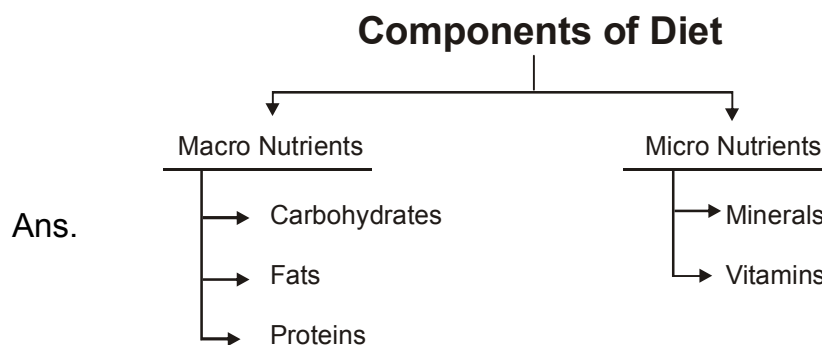 Components of Diet
Macro Nutrients Micro Nutrients
Ans. Carbohydrates Minerals
Fats Vitamins
Proteins